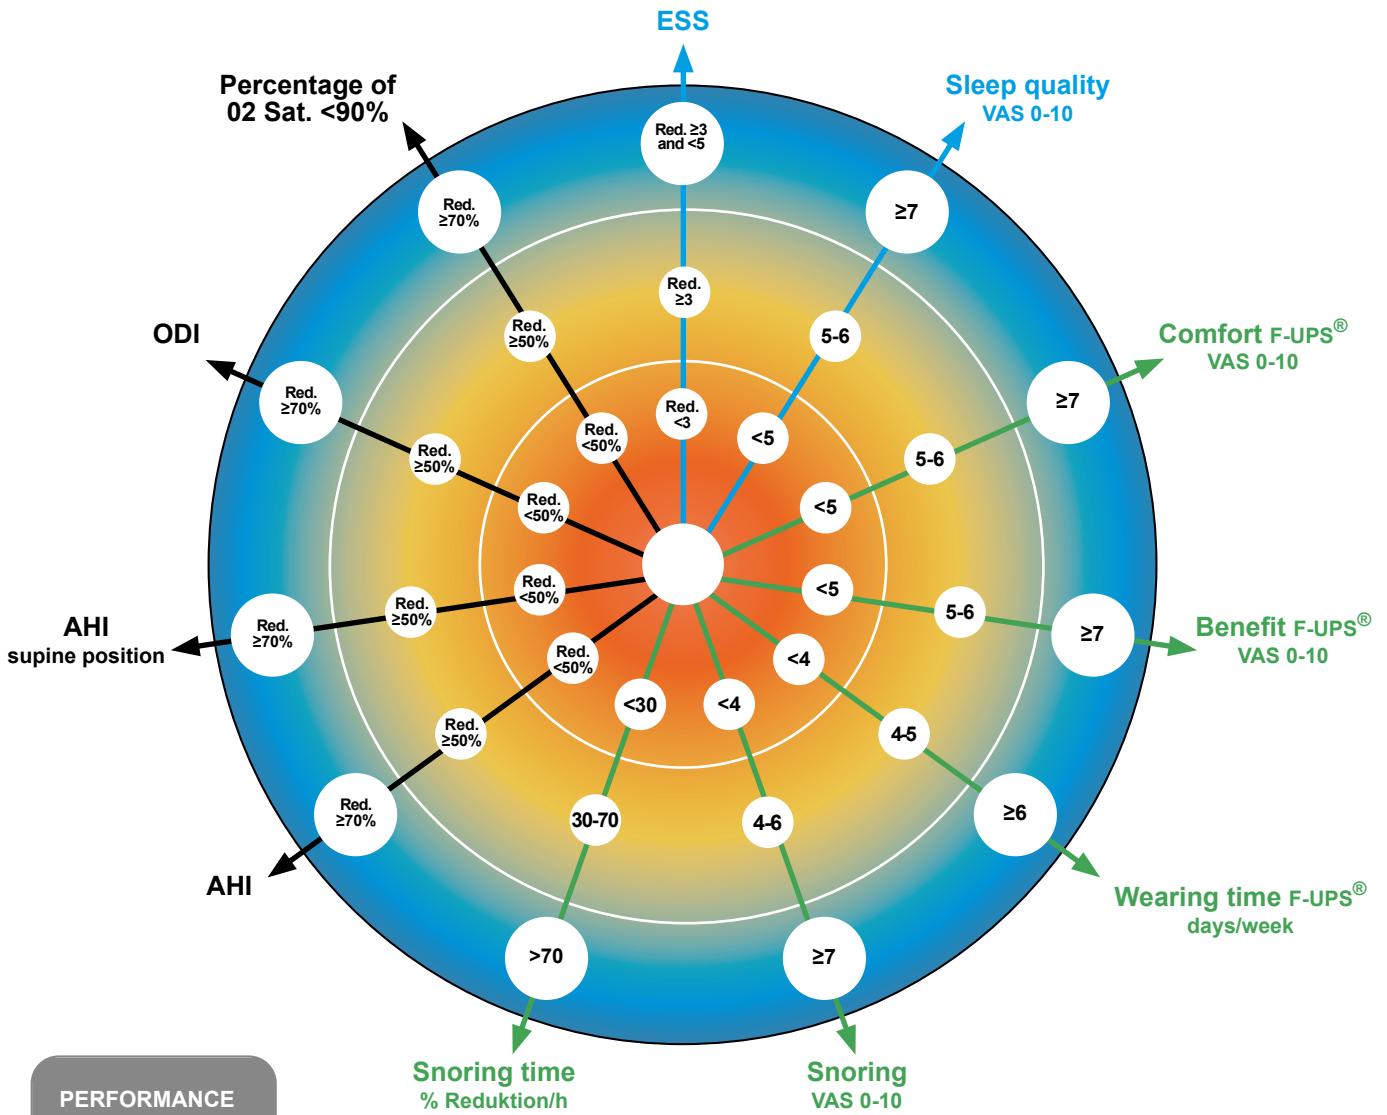 ESS
Percentage of
02 Sat. <90%
Sleep quality
VAS 0-10
Red. ≥3
and <5
Red.
≥70%
≥7
Red.
≥3
Red.
≥50%
5-6
ODI
Comfort F-UPS®
VAS 0-10
Red.
≥70%
≥7
Red.
<3
Red.
<50%
<5
Red.
≥50%
5-6
Red.
<50%
<5
Red.
<50%
<5
Red.
≥50%
5-6
AHI
supine position
Red.
≥70%
≥7
Benefit F-UPS®
VAS 0-10
Red.
<50%
<4
<30
<4
Red.
≥50%
4-5
Red.
≥70%
30-70
4-6
≥6
AHI
Wearing time F-UPS®
days/week
>70
≥7
Snoring time
% Reduktion/h
Snoring
VAS 0-10
PERFORMANCE